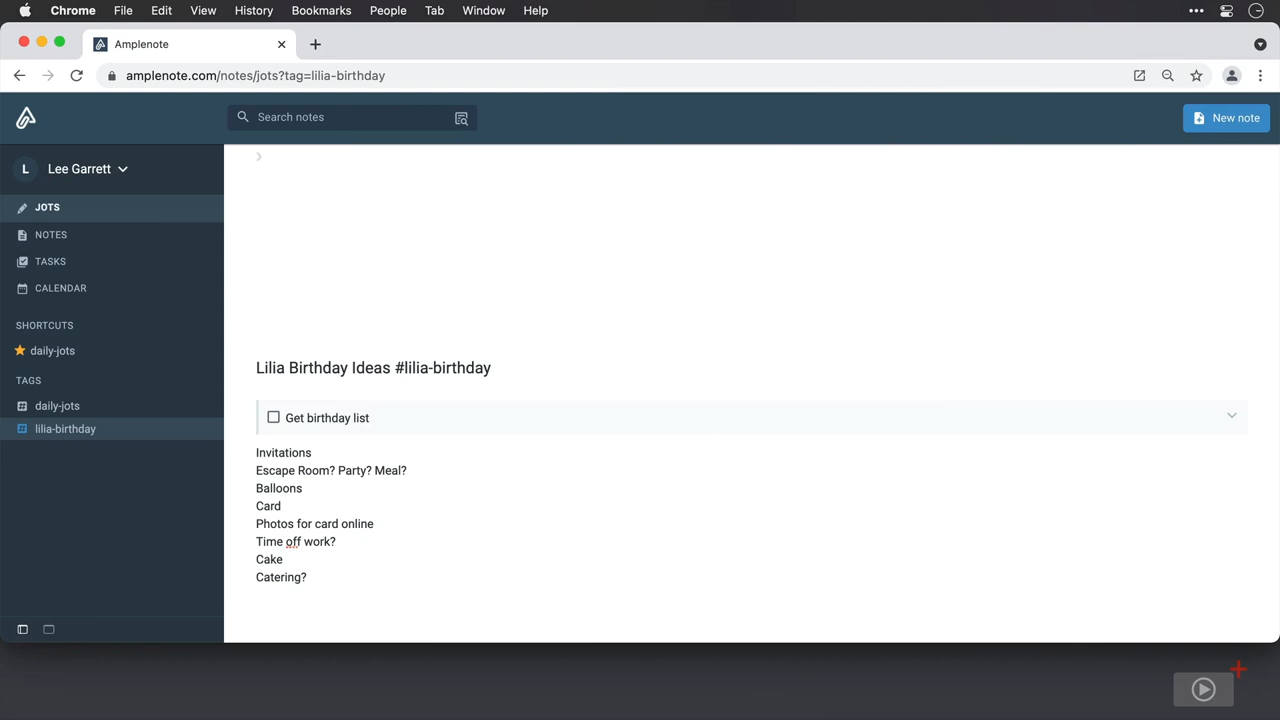 Chrome File Edit View History Bookmarks People Tab Window Help
Amplenote
amplenote.com/notes/jots?tag=lilia-birthday
Search notes
New note
L Lee Garrett
JOTS
NOTES
TASKS
CALENDAR
SHORTCUTS
daily-jots
TAGS
daily-jots
lilia-birthday
Lilia Birthday Ideas #lilia-birthday
Get birthday list
Invitations
Escape Room? Party? Meal?
Balloons
Card
Photos for card online
Time off work?
Cake
Catering?